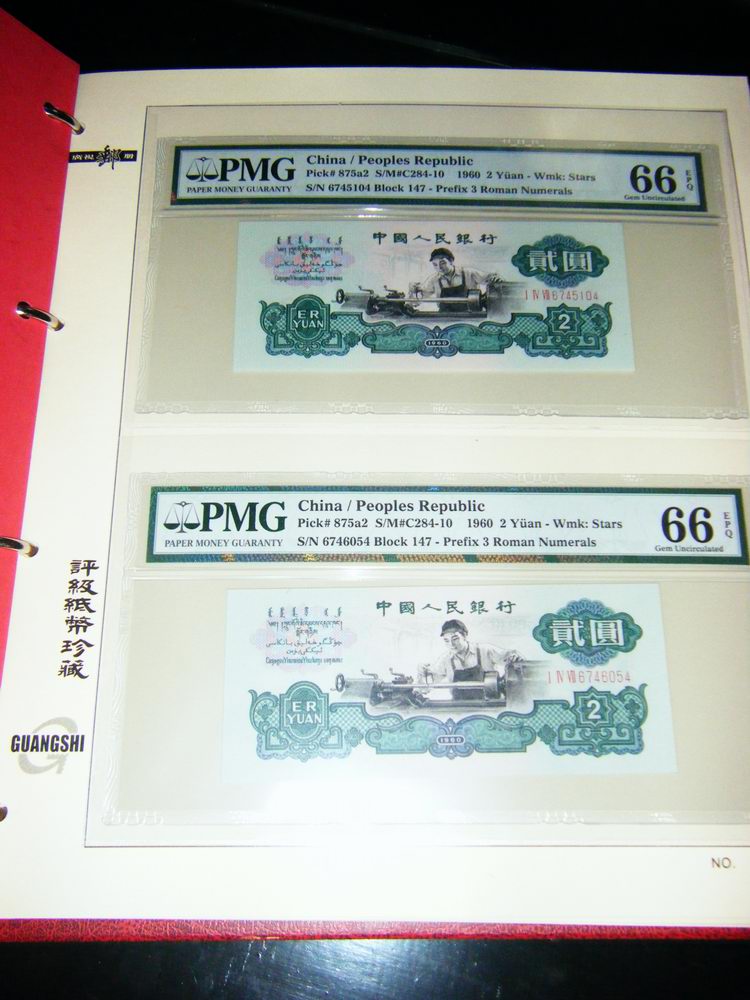 PMG
PAPER MONEY GUARANTY
China / Peoples Republic
Pick# 875a2 S/M#C284-10 1960 2 Yüan - Wmk: Stars
S/N 6745104 Block 147 - Prefix 3 Roman Numerals
66 EPQ
Gem Uncirculated
中國人民銀行
貳圓
I IV VII 6745104
ER
YUAN
1960
2
PMG
PAPER MONEY GUARANTY
China / Peoples Republic
Pick# 875a2 S/M#C284-10 1960 2 Yüan - Wmk: Stars
S/N 6746054 Block 147 - Prefix 3 Roman Numerals
66 EPQ
Gem Uncirculated
中國人民銀行
貳圓
I IV VII 6746054
ER
YUAN
1960
2
評級紙幣珍藏
GUANGSHI
NO.